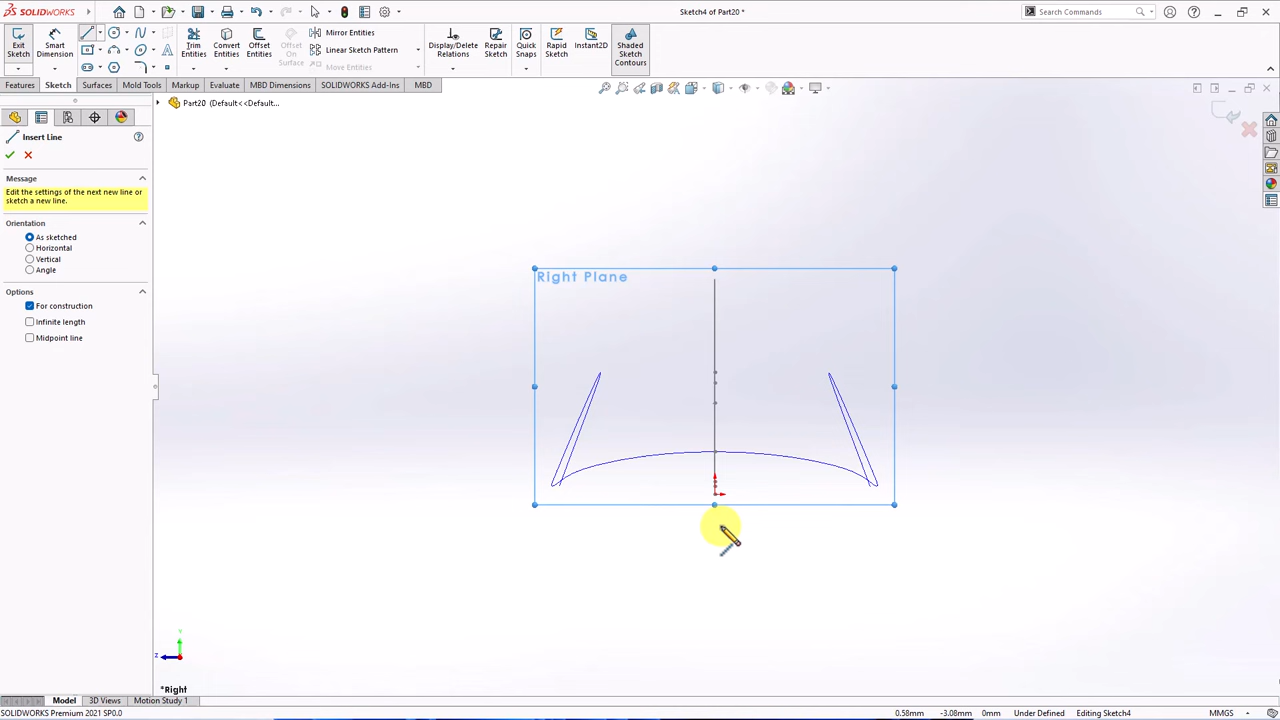 SOLIDWORKS
Sketch4 of Part20 *
Search Commands
Exit Sketch
Smart Dimension
Trim Entities
Convert Entities
Offset Entities
Offset On Surface
Mirror Entities
Linear Sketch Pattern
Move Entities
Display/Delete Relations
Repair Sketch
Quick Snaps
Rapid Sketch
Instant2D
Shaded Sketch Contours
Features
Sketch
Surfaces
Mold Tools
Markup
Evaluate
MBD Dimensions
SOLIDWORKS Add-Ins
MBD
Part20 (Default<<Default...
Insert Line
Message
Edit the settings of the next new line or
sketch a new line.
Orientation
As sketched
Horizontal
Vertical
Angle
Options
For construction
Infinite length
Midpoint line
Right Plane
Y
Z
*Right
Model
3D Views
Motion Study 1
SOLIDWORKS Premium 2021 SP0.0
0.58mm
-3.08mm
0mm
Under Defined
Editing Sketch4
MMGS